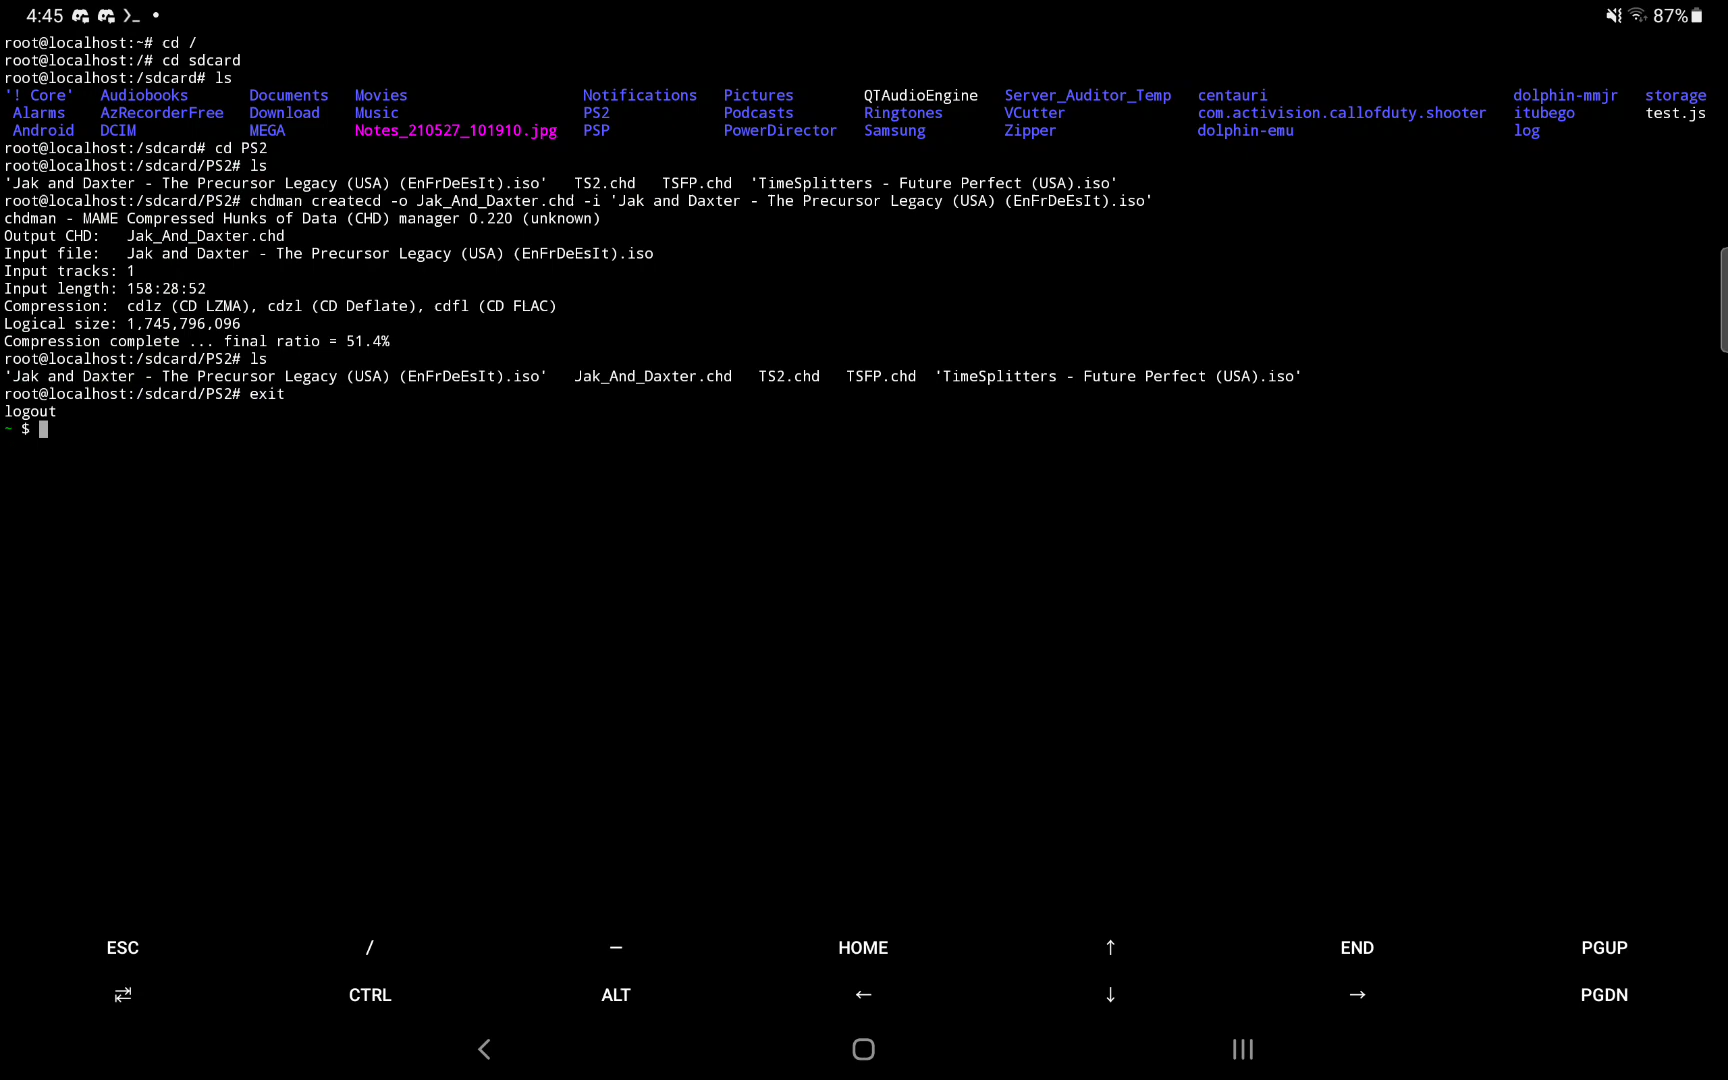 4:45 87%
root@localhost:~# cd /
root@localhost:/# cd sdcard
root@localhost:/sdcard# ls
'! Core' Audiobooks Documents Movies Notifications Pictures QTAudioEngine Server_Auditor_Temp centauri dolphin-mmjr storage
Alarms AzRecorderFree Download Music PS2 Podcasts Ringtones VCutter com.activision.callofduty.shooter itubego test.js
Android DCIM MEGA Notes_210527_101910.jpg PSP PowerDirector Samsung Zipper dolphin-emu log
root@localhost:/sdcard# cd PS2
root@localhost:/sdcard/PS2# ls
'Jak and Daxter - The Precursor Legacy (USA) (EnFrDeEsIt).iso' TS2.chd TSFP.chd 'TimeSplitters - Future Perfect (USA).iso'
root@localhost:/sdcard/PS2# chdman createcd -o Jak_And_Daxter.chd -i 'Jak and Daxter - The Precursor Legacy (USA) (EnFrDeEsIt).iso'
chdman - MAME Compressed Hunks of Data (CHD) manager 0.220 (unknown)
Output CHD: Jak_And_Daxter.chd
Input file: Jak and Daxter - The Precursor Legacy (USA) (EnFrDeEsIt).iso
Input tracks: 1
Input length: 158:28:52
Compression: cdlz (CD LZMA), cdzl (CD Deflate), cdfl (CD FLAC)
Logical size: 1,745,796,096
Compression complete ... final ratio = 51.4%
root@localhost:/sdcard/PS2# ls
'Jak and Daxter - The Precursor Legacy (USA) (EnFrDeEsIt).iso' Jak_And_Daxter.chd TS2.chd TSFP.chd 'TimeSplitters - Future Perfect (USA).iso'
root@localhost:/sdcard/PS2# exit
logout
~ $
ESC / — HOME ↑ END PGUP
⇄ CTRL ALT ← ↓ → PGDN